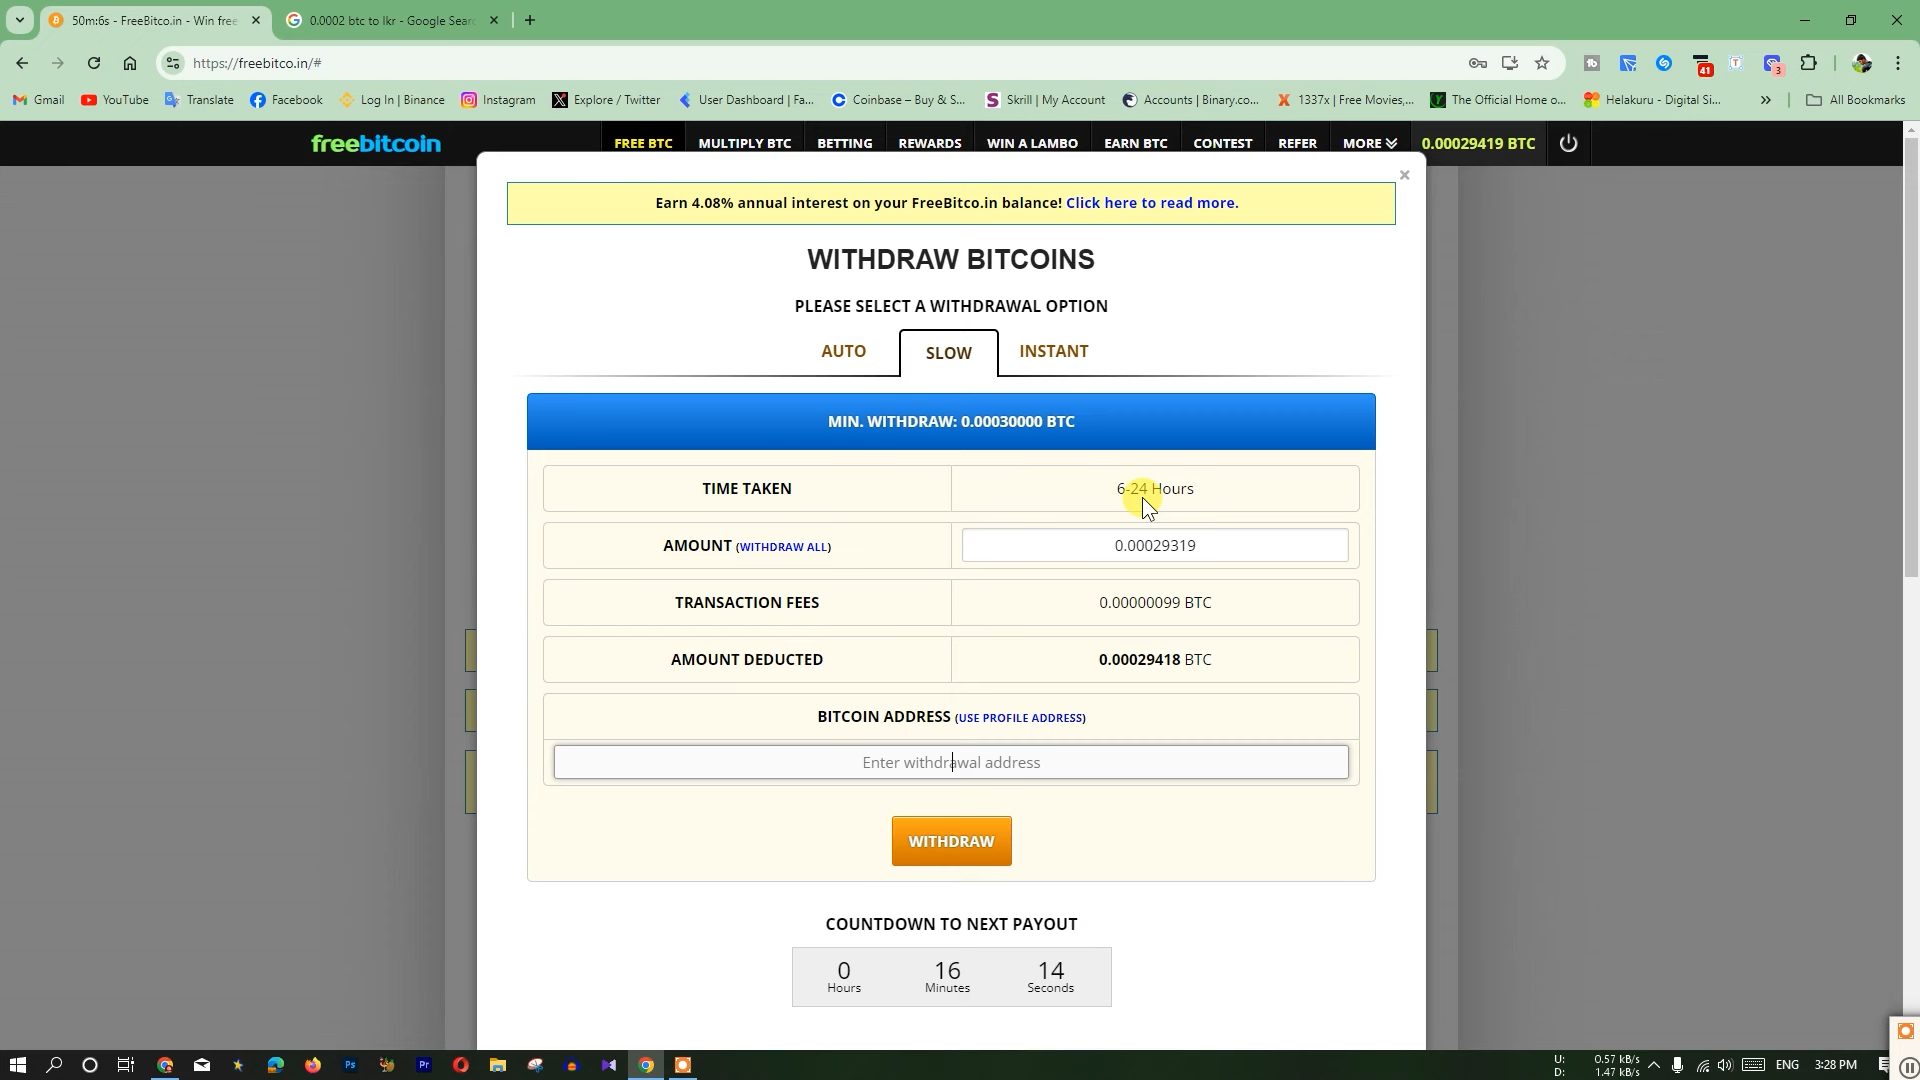 50m:6s - FreeBitco.in - Win free
0.0002 btc to lkr - Google Sear
https://freebitco.in/#
41
3
Gmail
YouTube
Translate
Facebook
Log In | Binance
Instagram
Explore / Twitter
User Dashboard | Fa...
Coinbase – Buy & S...
Skrill | My Account
Accounts | Binary.co...
1337x | Free Movies,...
The Official Home o...
Helakuru - Digital Si...
All Bookmarks
freebitcoin
FREE BTC
MULTIPLY BTC
BETTING
REWARDS
WIN A LAMBO
EARN BTC
CONTEST
REFER
MORE
0.00029419 BTC
Earn 4.08% annual interest on your FreeBitco.in balance! Click here to read more.
WITHDRAW BITCOINS
PLEASE SELECT A WITHDRAWAL OPTION
AUTO
SLOW
INSTANT
MIN. WITHDRAW: 0.00030000 BTC
TIME TAKEN
6-24 Hours
AMOUNT (WITHDRAW ALL)
0.00029319
TRANSACTION FEES
0.00000099 BTC
AMOUNT DEDUCTED
0.00029418 BTC
BITCOIN ADDRESS (USE PROFILE ADDRESS)
Enter withdrawal address
WITHDRAW
COUNTDOWN TO NEXT PAYOUT
0
Hours
16
Minutes
14
Seconds
U: 0.57 kB/s
D: 1.47 kB/s
ENG
3:28 PM